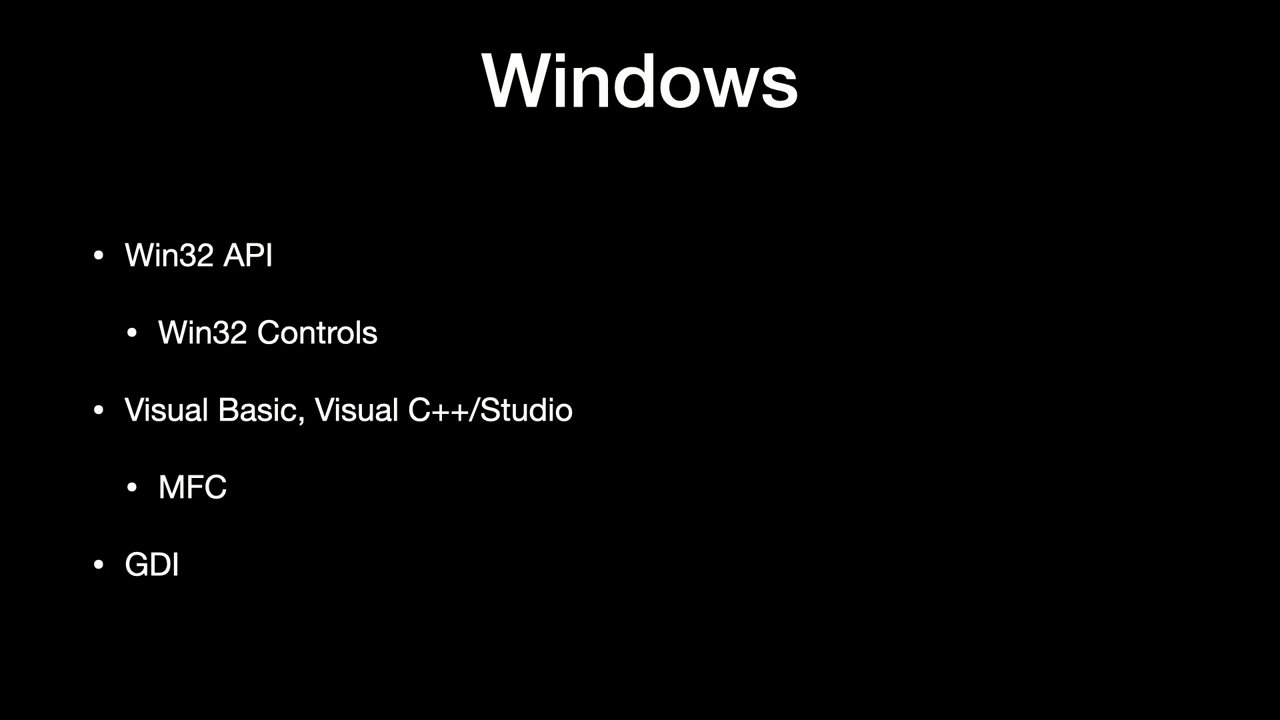 Windows
• Win32 API
• Win32 Controls
• Visual Basic, Visual C++/Studio
• MFC
• GDI